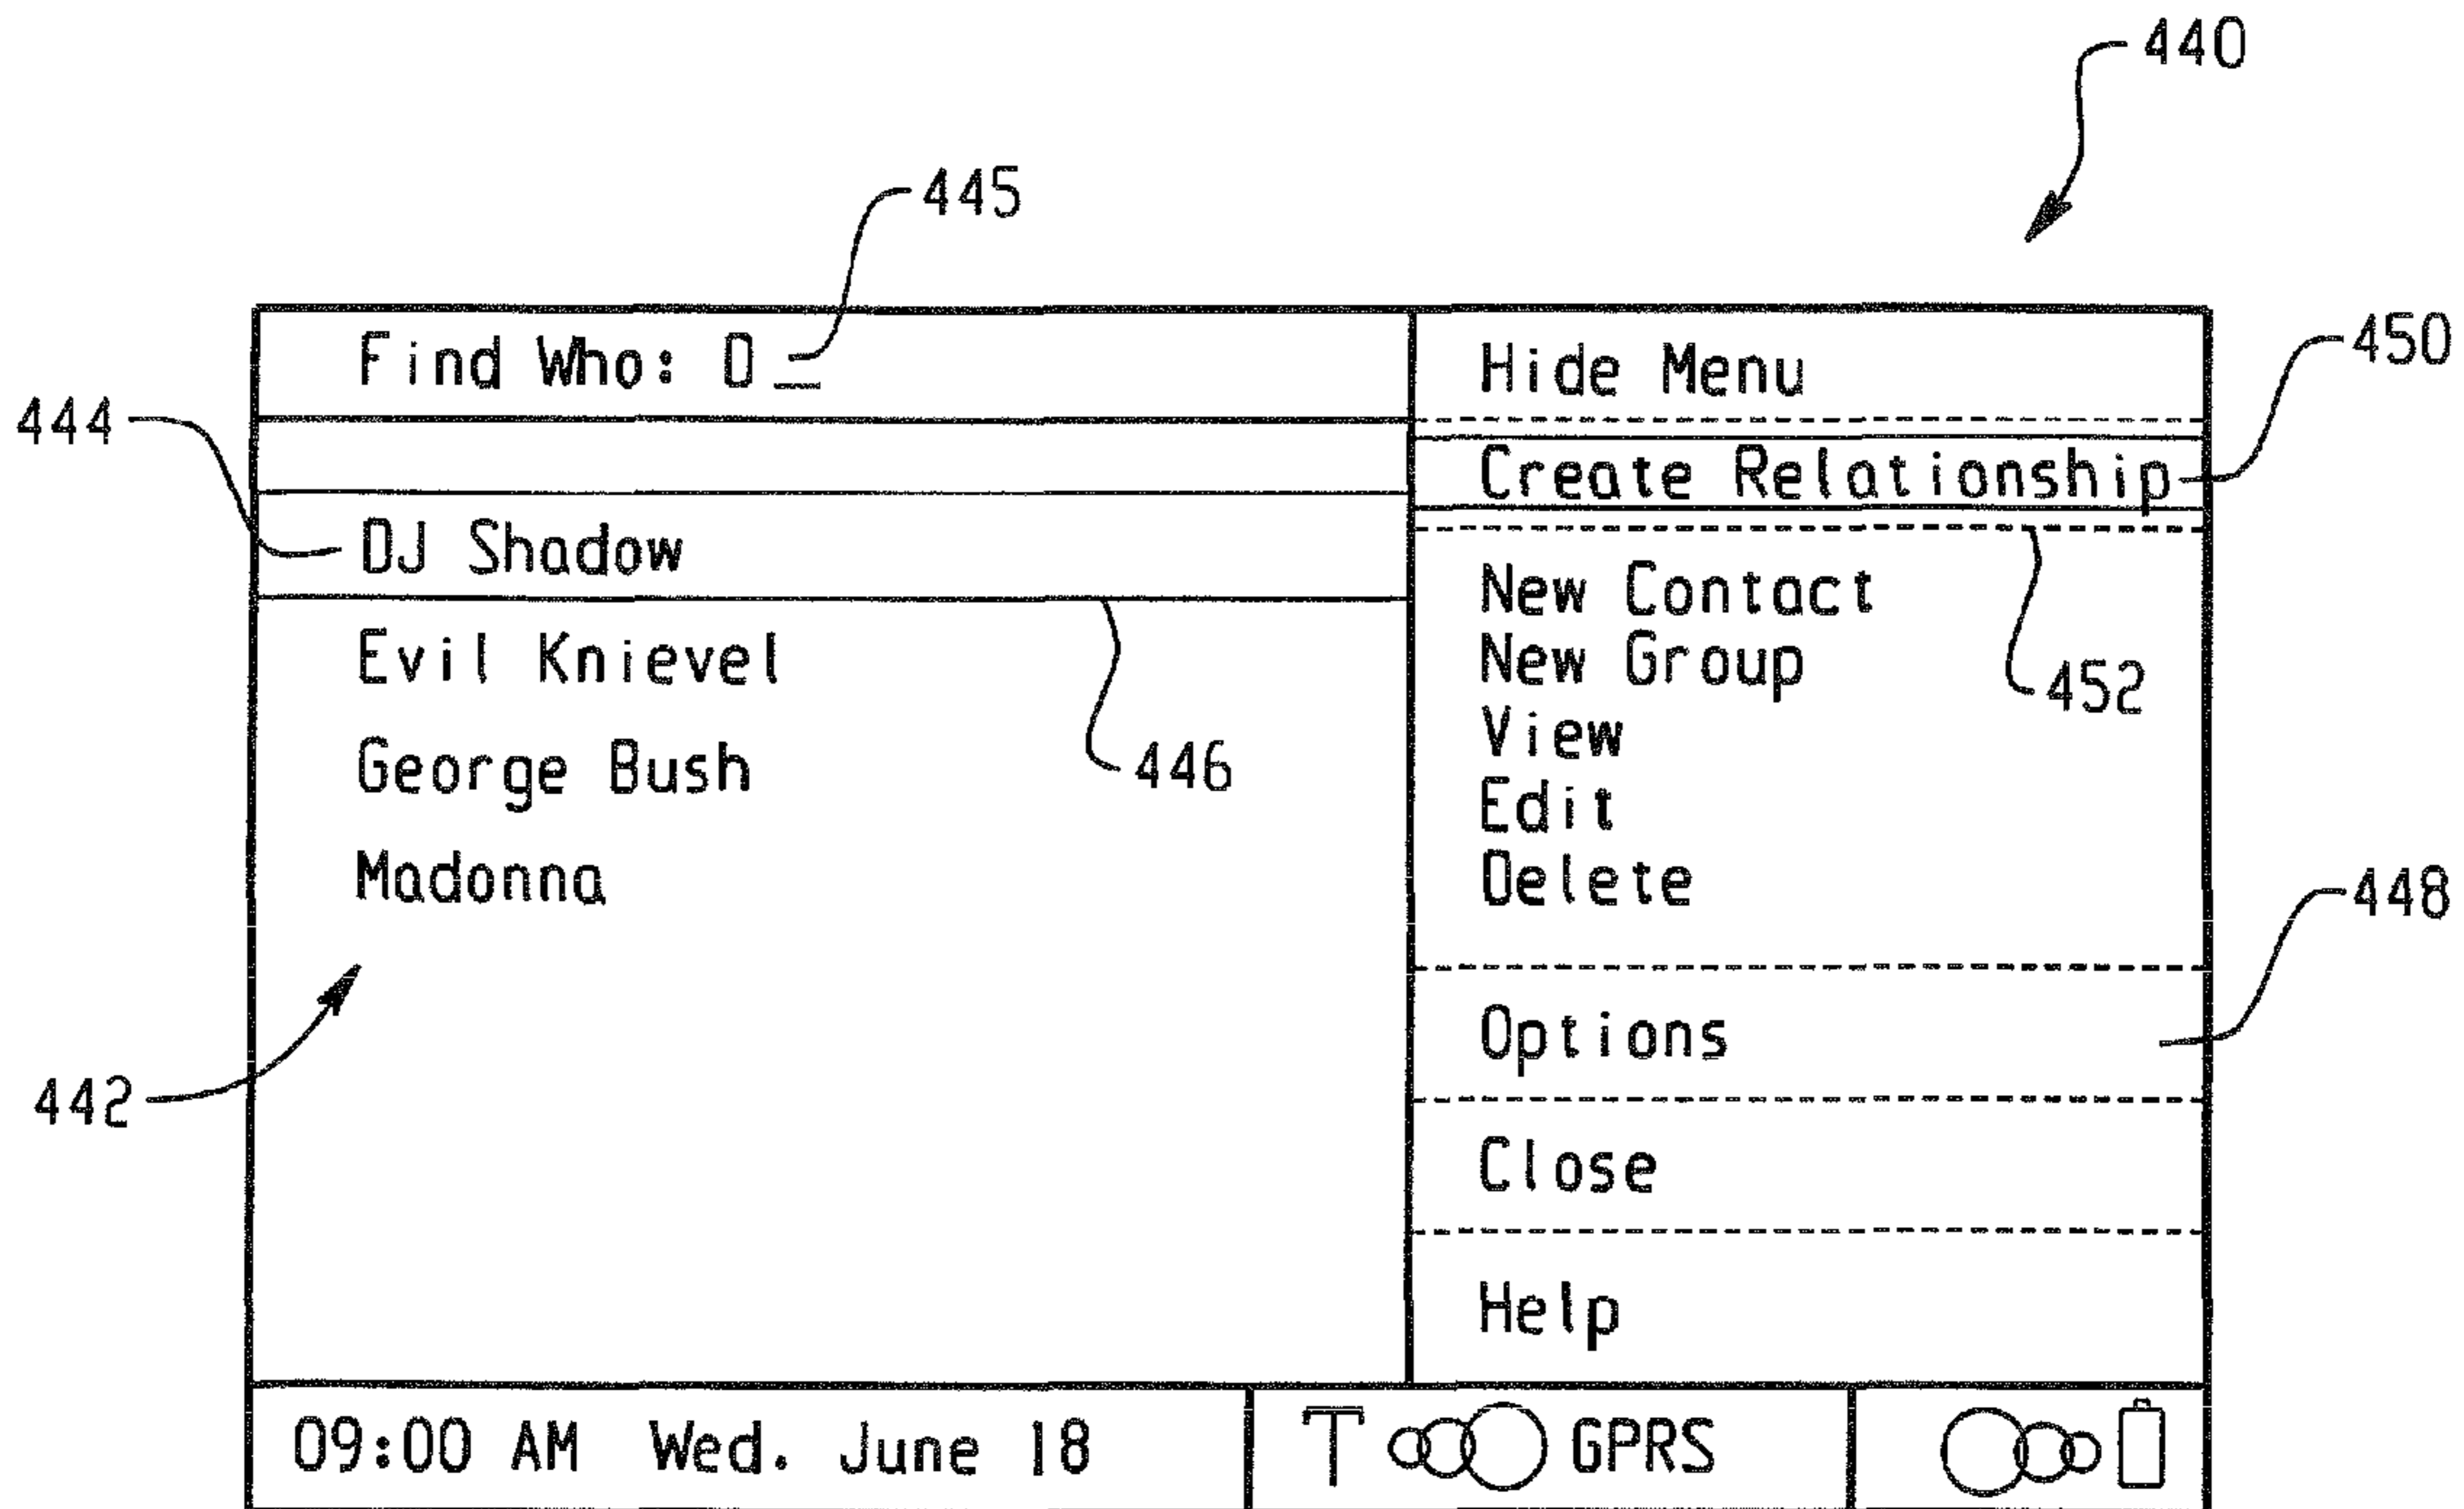 440
445
Find Who: D_
444
DJ Shadow
Evil Knievel
George Bush
Madonna
446
442
Hide Menu
450
Create Relationship
New Contact
New Group
452
View
Edit
Delete
448
Options
Close
Help
09:00 AM Wed. June 18
T GPRS